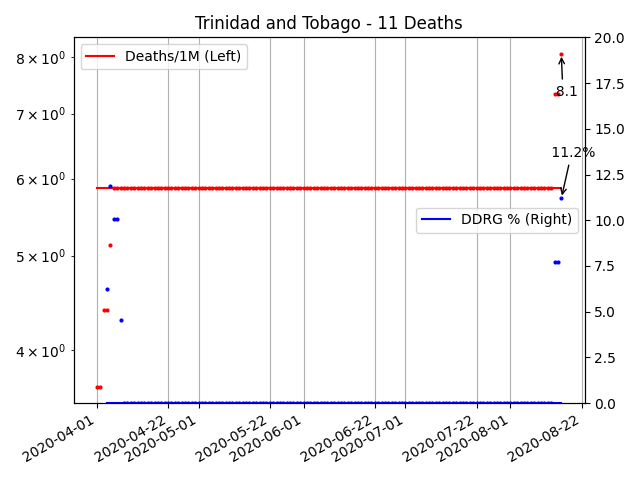 Trinidad and Tobago - 11 Deaths
Deaths/1M (Left)
DDRG % (Right)
8.1
11.2%
8 × 10⁰
7 × 10⁰
6 × 10⁰
5 × 10⁰
4 × 10⁰
20.0
17.5
15.0
12.5
10.0
7.5
5.0
2.5
0.0
2020-04-01
2020-04-22
2020-05-01
2020-05-22
2020-06-01
2020-06-22
2020-07-01
2020-07-22
2020-08-01
2020-08-22